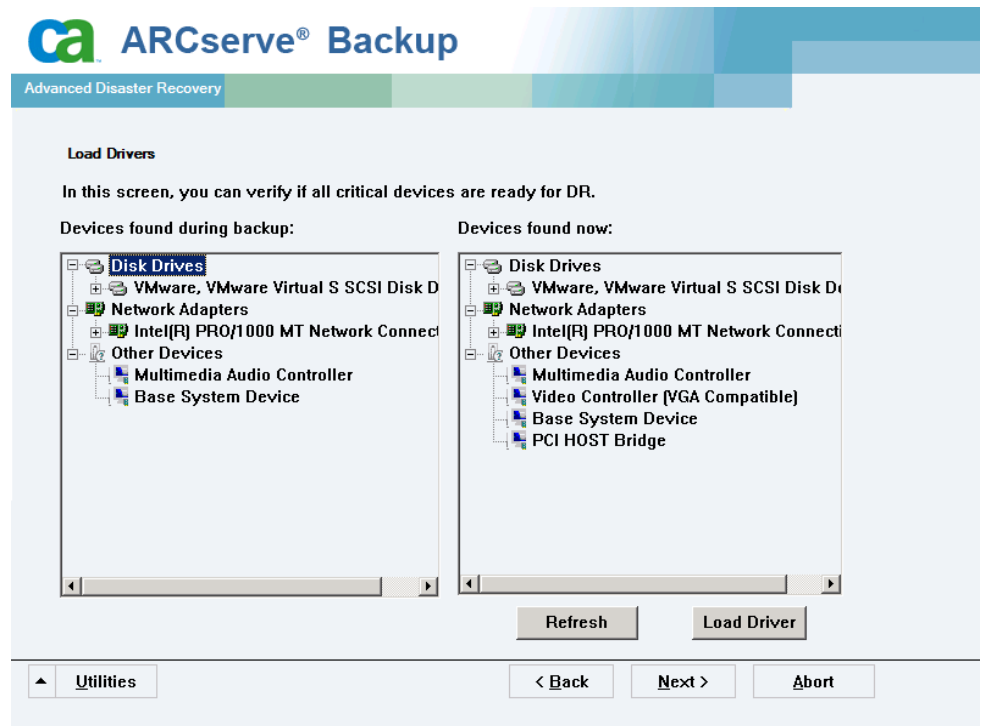 ca ARCserve® Backup
Advanced Disaster Recovery
Load Drivers
In this screen, you can verify if all critical devices are ready for DR.
Devices found during backup:
Disk Drives
VMware, VMware Virtual S SCSI Disk D
Network Adapters
Intel(R) PRO/1000 MT Network Connect
Other Devices
Multimedia Audio Controller
Base System Device
Devices found now:
Disk Drives
VMware, VMware Virtual S SCSI Disk De
Network Adapters
Intel(R) PRO/1000 MT Network Connecti
Other Devices
Multimedia Audio Controller
Video Controller (VGA Compatible)
Base System Device
PCI HOST Bridge
Refresh
Load Driver
Utilities
< Back
Next >
Abort